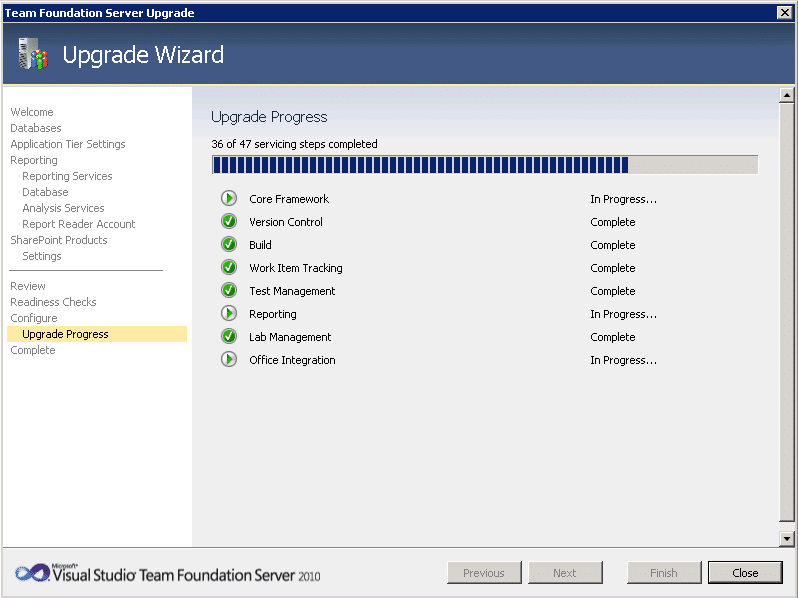 Team Foundation Server Upgrade
Upgrade Wizard
Welcome
Databases
Application Tier Settings
Reporting
Reporting Services
Database
Analysis Services
Report Reader Account
SharePoint Products
Settings
Review
Readiness Checks
Configure
Upgrade Progress
Complete
Upgrade Progress
36 of 47 servicing steps completed
Core Framework In Progress...
Version Control Complete
Build Complete
Work Item Tracking Complete
Test Management Complete
Reporting In Progress...
Lab Management Complete
Office Integration In Progress...
Microsoft®
Visual Studio® Team Foundation Server 2010
Previous Next Finish Close